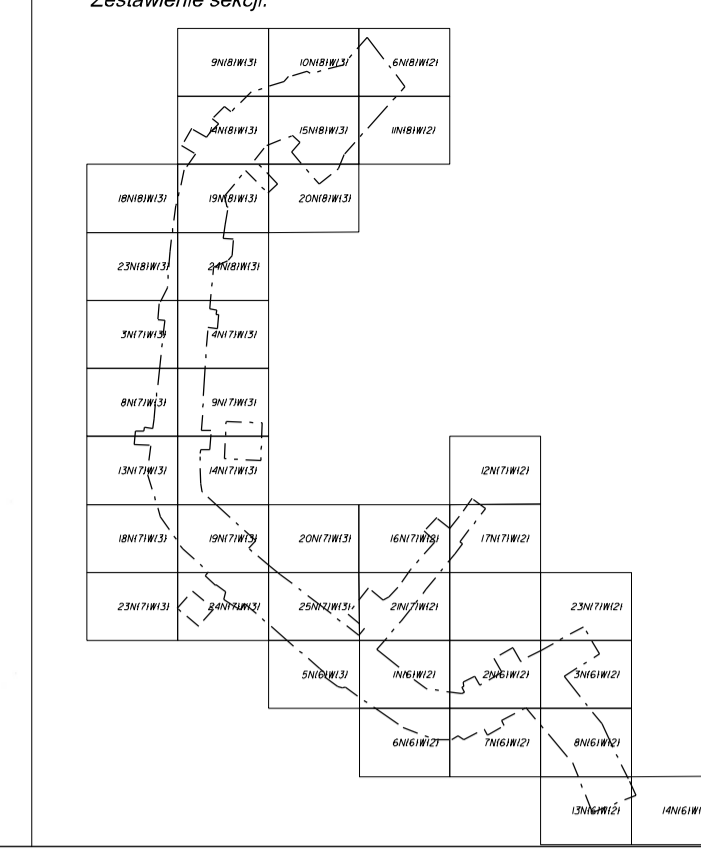 Zestawienie sekcji:
9N(8)W(3) 10N(8)W(3) 6N(8)W(2)
14N(8)W(3) 15N(8)W(3) 11N(8)W(2)
18N(8)W(3) 19N(8)W(3) 20N(8)W(3)
23N(8)W(3) 24N(8)W(3)
3N(7)W(3) 4N(7)W(3)
8N(7)W(3) 9N(7)W(3)
13N(7)W(3) 14N(7)W(3) 12N(7)W(2)
18N(7)W(3) 19N(7)W(3) 20N(7)W(3) 16N(7)W(2) 17N(7)W(2)
23N(7)W(3) 24N(7)W(3) 25N(7)W(3) 21N(7)W(2) 23N(7)W(2)
5N(6)W(3) 1N(6)W(2) 2N(6)W(2) 3N(6)W(2)
6N(6)W(2) 7N(6)W(2) 8N(6)W(2)
13N(6)W(2) 14N(6)W(